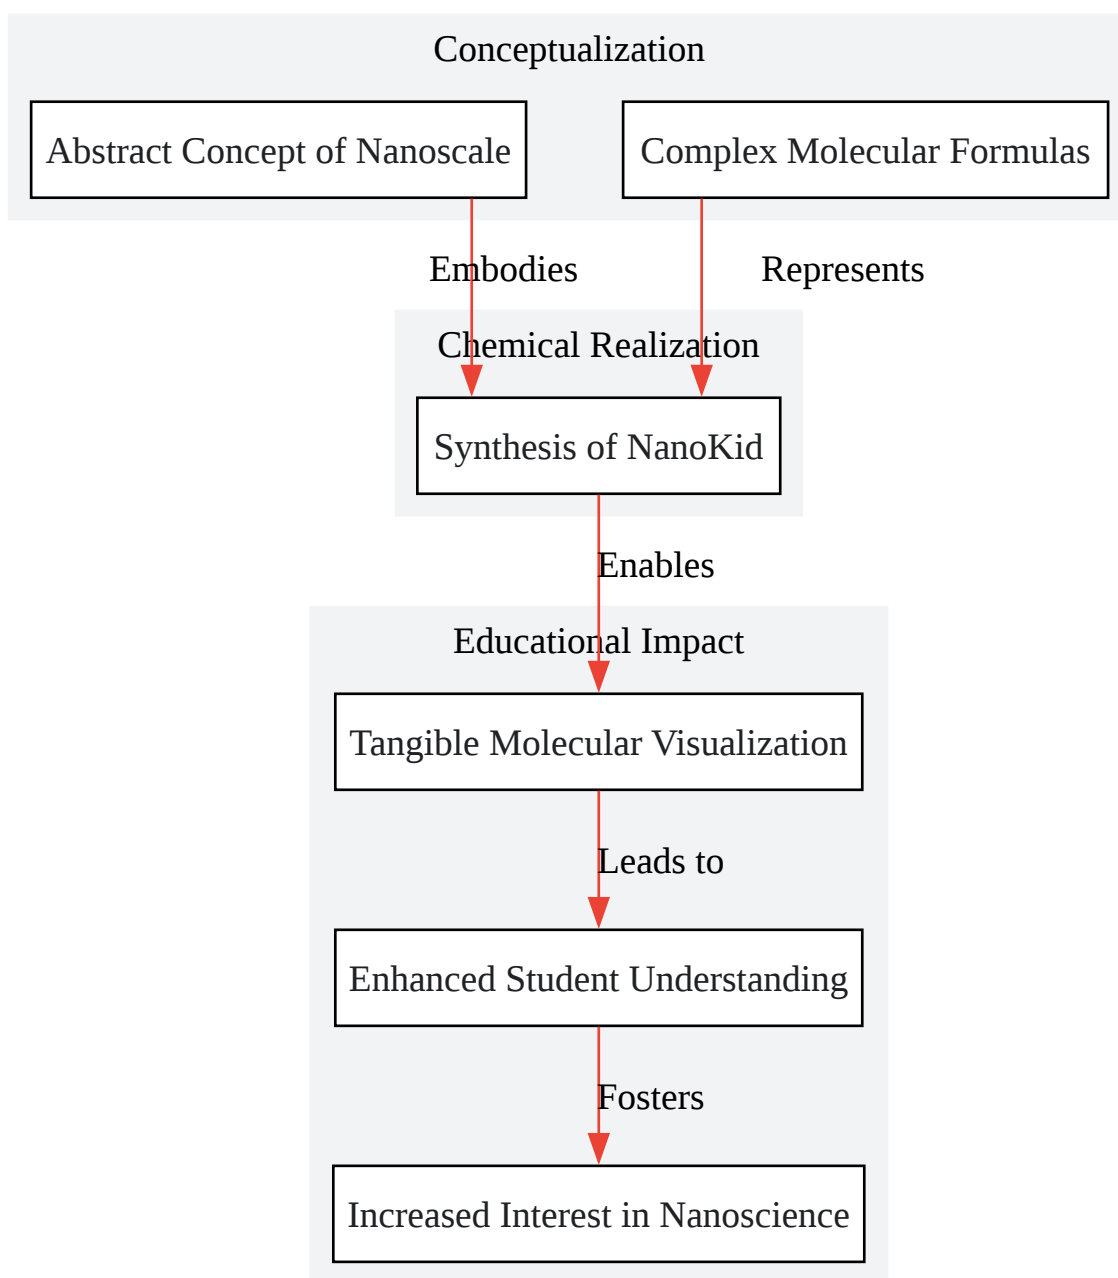 Conceptualization
Abstract Concept of Nanoscale
Complex Molecular Formulas
Embodies
Represents
Chemical Realization
Synthesis of NanoKid
Enables
Educational Impact
Tangible Molecular Visualization
Leads to
Enhanced Student Understanding
Fosters
Increased Interest in Nanoscience